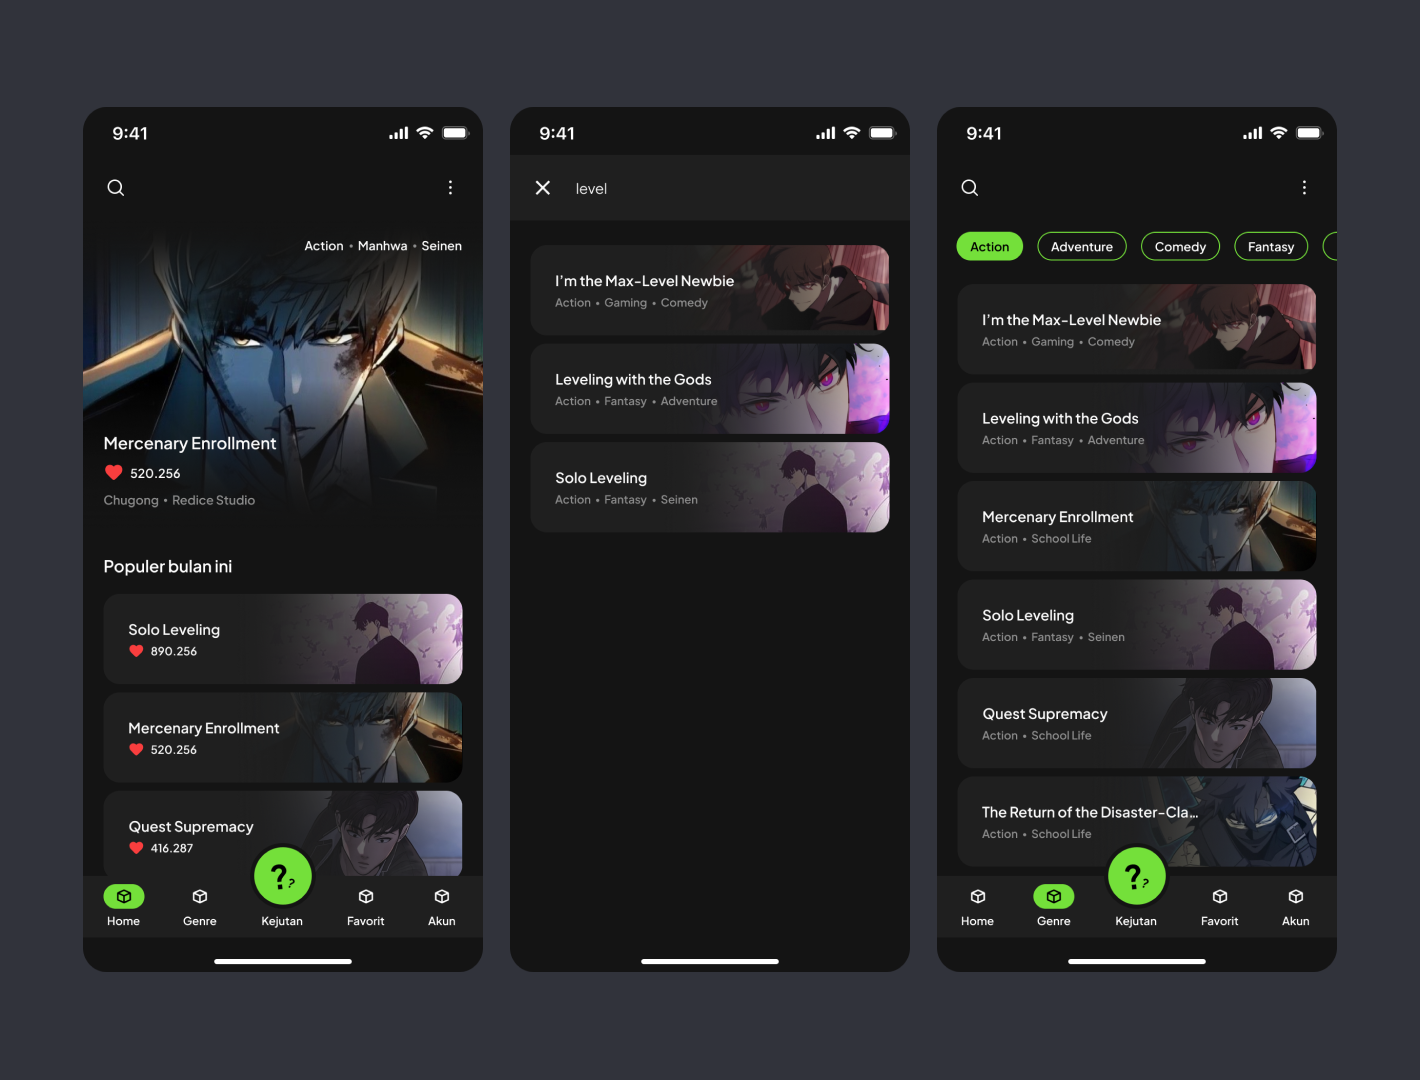 9:41
Action • Manhwa • Seinen
Mercenary Enrollment
520.256
Chugong • Redice Studio
Populer bulan ini
Solo Leveling
890.256
Mercenary Enrollment
520.256
Quest Supremacy
416.287
??
Home Genre Kejutan Favorit Akun
9:41
level
I'm the Max-Level Newbie
Action • Gaming • Comedy
Leveling with the Gods
Action • Fantasy • Adventure
Solo Leveling
Action • Fantasy • Seinen
9:41
Action Adventure Comedy Fantasy
I'm the Max-Level Newbie
Action • Gaming • Comedy
Leveling with the Gods
Action • Fantasy • Adventure
Mercenary Enrollment
Action • School Life
Solo Leveling
Action • Fantasy • Seinen
Quest Supremacy
Action • School Life
The Return of the Disaster-Cla...
Action • School Life
??
Home Genre Kejutan Favorit Akun